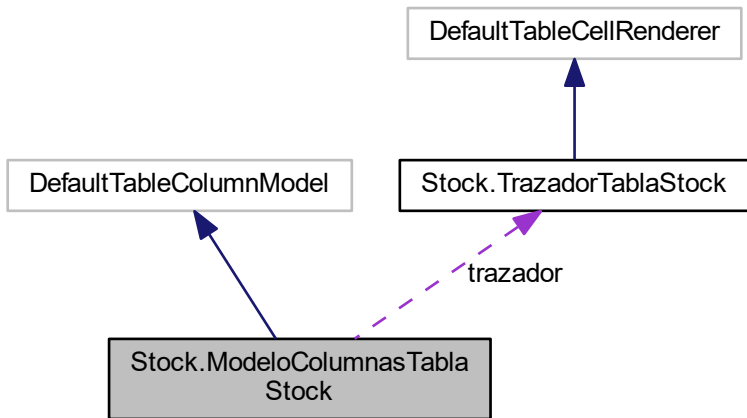 DefaultTableCellRenderer
DefaultTableColumnModel
Stock.TrazadorTablaStock
trazador
Stock.ModeloColumnasTabla
Stock